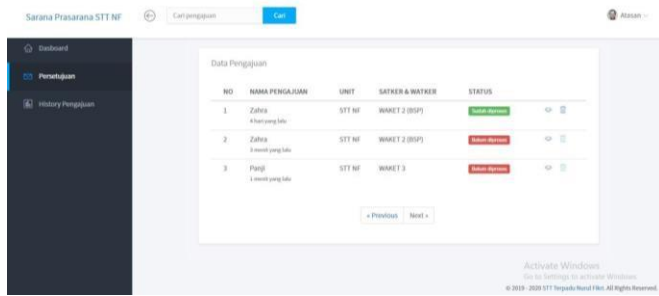 Sarana Prasarana STT NF
Cari pengajuan
Cari
Atasan
Dasboard
Persetujuan
History Pengajuan
Data Pengajuan
NO NAMA PENGAJUAN UNIT SATKER & WATKER STATUS
1 Zahra STT NF WAKET 2 (BSP) Sudah diproses
4 hari yang lalu
2 Zahra STT NF WAKET 2 (BSP) Belum diproses
3 menit yang lalu
3 Panji STT NF WAKET 3 Belum diproses
1 menit yang lalu
« Previous Next »
Activate Windows
Go to Settings to activate Windows.
© 2019 - 2020 STT Terpadu Nurul Fikri. All Rights Reserved.